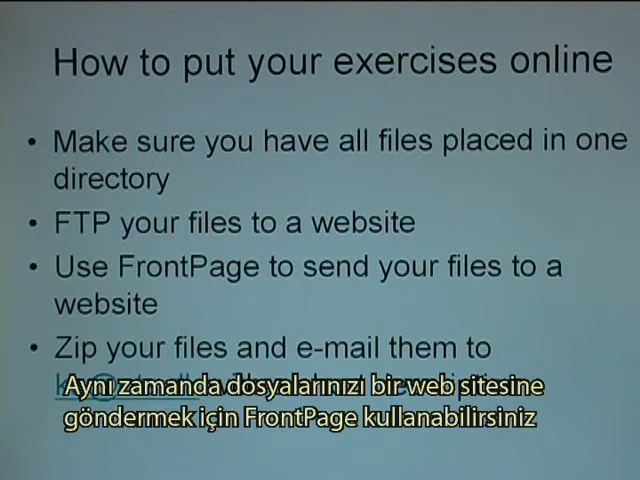 How to put your exercises online
• Make sure you have all files placed in one
directory
• FTP your files to a website
• Use FrontPage to send your files to a
website
• Zip your files and e-mail them to
Aynı zamanda dosyalarınızı bir web sitesine
göndermek için FrontPage kullanabilirsiniz